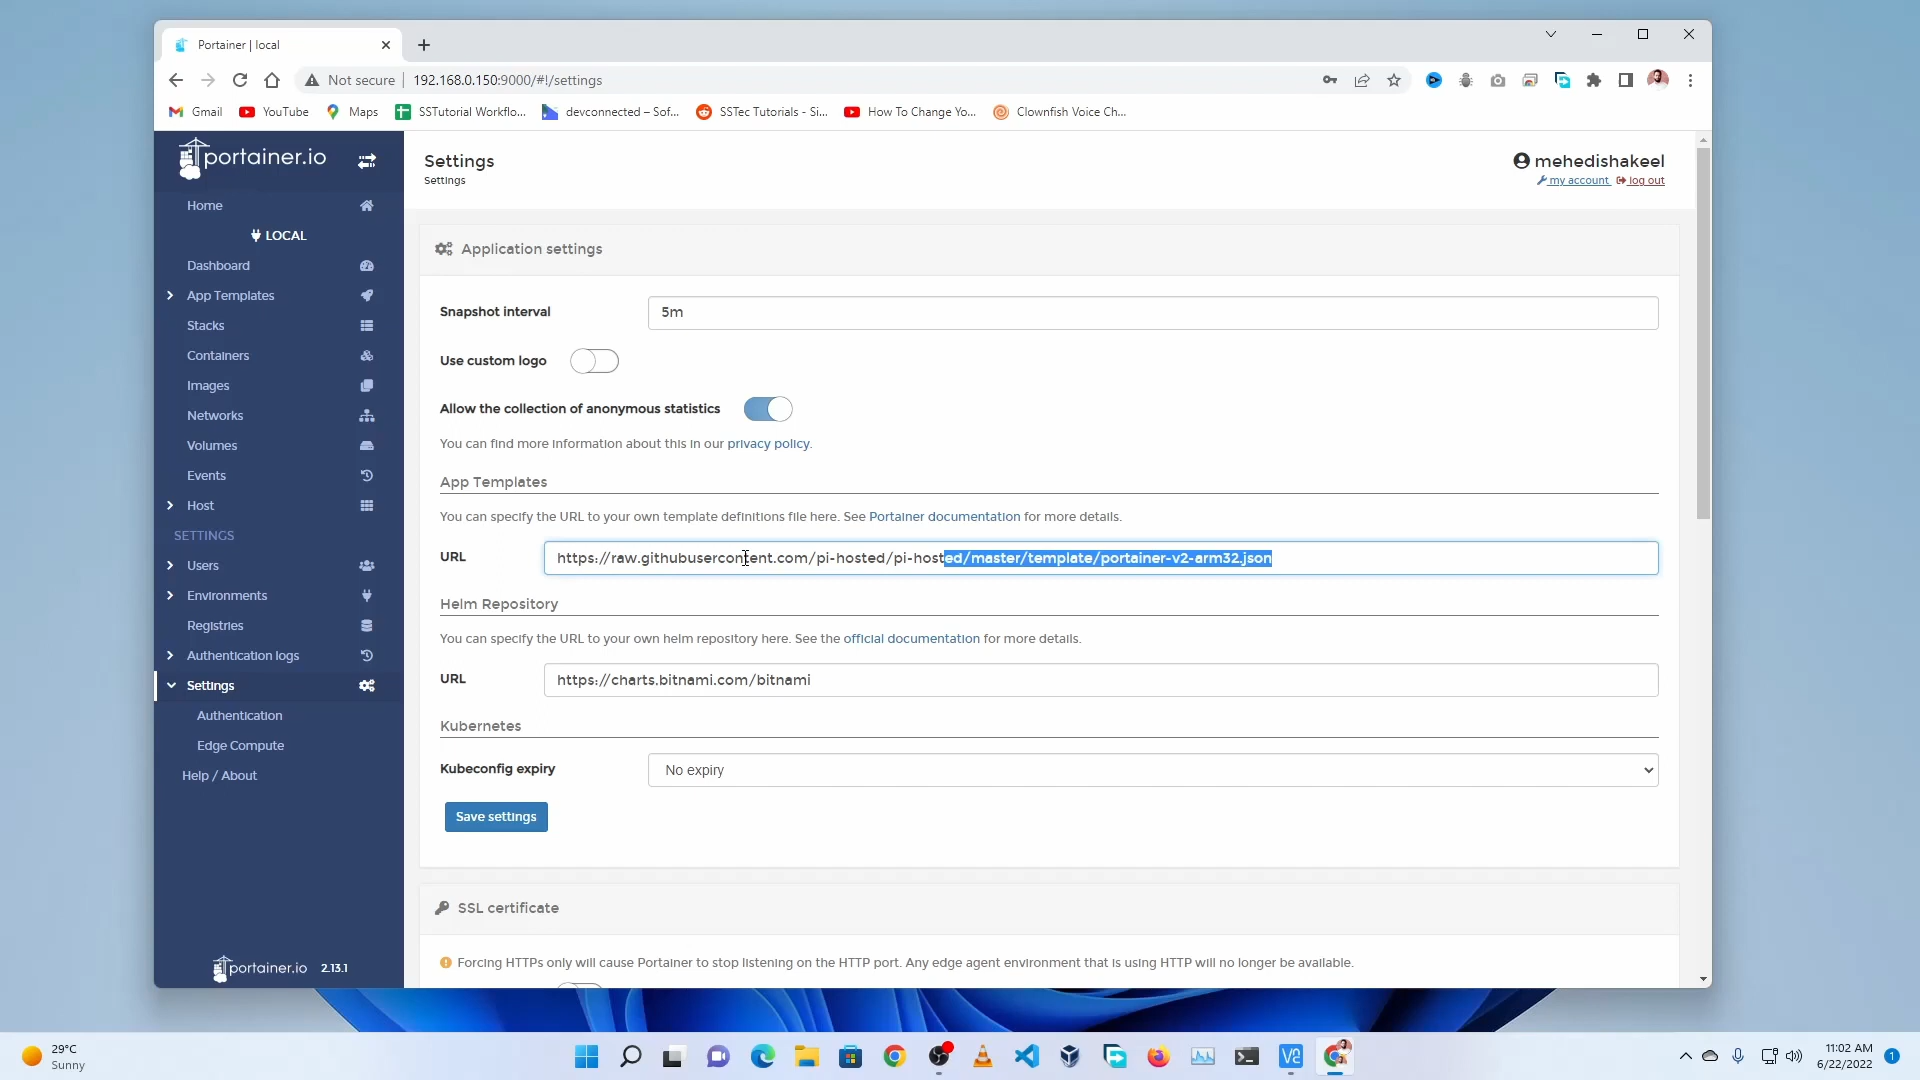 Portainer | local
Not secure
192.168.0.150:9000/#!/settings
Gmail
YouTube
Maps
SSTutorial Workflo...
devconnected – Sof...
SSTec Tutorials - Si...
How To Change Yo...
Clownfish Voice Ch...
portainer.io
Home
LOCAL
Dashboard
App Templates
Stacks
Containers
Images
Networks
Volumes
Events
Host
SETTINGS
Users
Environments
Registries
Authentication logs
Settings
Authentication
Edge Compute
Help / About
portainer.io 2.13.1
Settings
Settings
mehedishakeel
my account log out
Application settings
Snapshot interval
5m
Use custom logo
Allow the collection of anonymous statistics
You can find more information about this in our privacy policy.
App Templates
You can specify the URL to your own template definitions file here. See Portainer documentation for more details.
URL
https://raw.githubusercontent.com/pi-hosted/pi-hosted/master/template/portainer-v2-arm32.json
Helm Repository
You can specify the URL to your own helm repository here. See the official documentation for more details.
URL
https://charts.bitnami.com/bitnami
Kubernetes
Kubeconfig expiry
No expiry
Save settings
SSL certificate
Forcing HTTPs only will cause Portainer to stop listening on the HTTP port. Any edge agent environment that is using HTTP will no longer be available.
29°C
Sunny
11:02 AM
6/22/2022
1